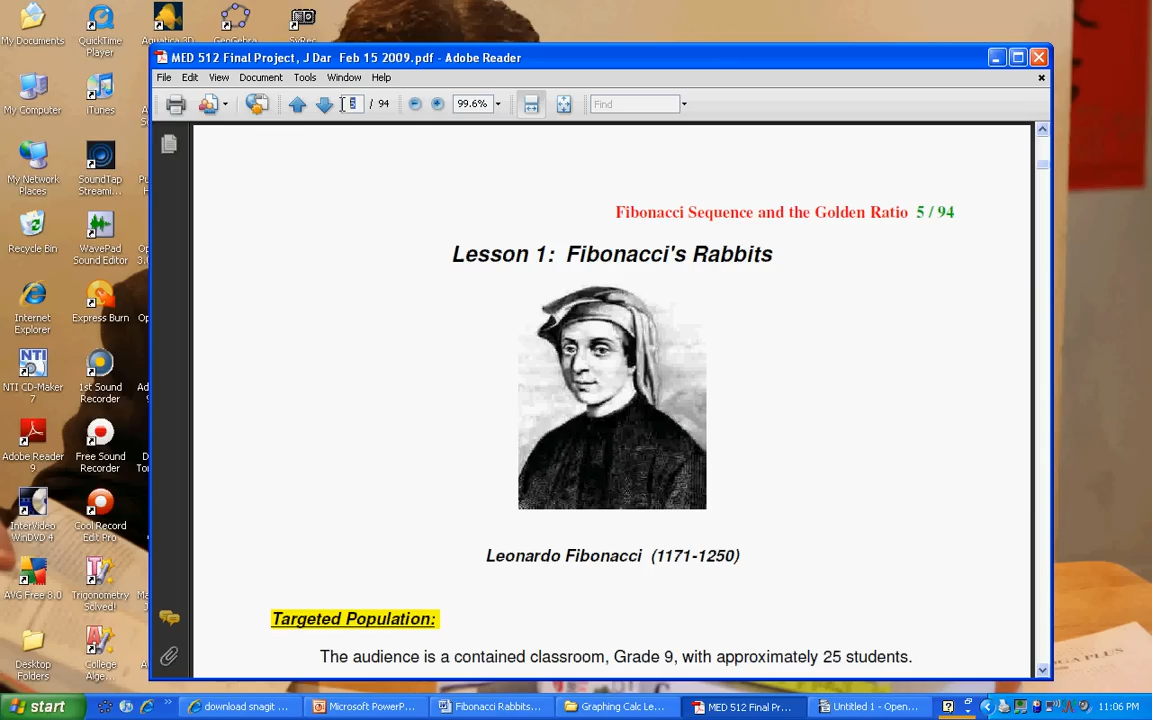 My Documents
QuickTime
Player
Aquatica 3D
GeoGebra
SyRec
MED 512 Final Project, J Dar Feb 15 2009.pdf - Adobe Reader
File Edit View Document Tools Window Help
5 / 94 99.6% Find
My Computer
iTunes
My Network
Places
SoundTap
Streami...
Recycle Bin
WavePad
Sound Editor
Internet
Explorer
Express Burn
NTI
NTI CD-Maker
7
1st Sound
Recorder
Adobe Reader
9
Free Sound
Recorder
InterVideo
WinDVD 4
Cool Record
Edit Pro
AVG Free 8.0
Trigonometry
Solved!
Desktop
Folders
College
Alge...
Fibonacci Sequence and the Golden Ratio 5 / 94
Lesson 1: Fibonacci's Rabbits
Leonardo Fibonacci (1171-1250)
Targeted Population:
The audience is a contained classroom, Grade 9, with approximately 25 students.
start
download snagit ...
Microsoft PowerP...
Fibonacci Rabbits...
Graphing Calc Le...
MED 512 Final Pr...
Untitled 1 - Open...
11:06 PM